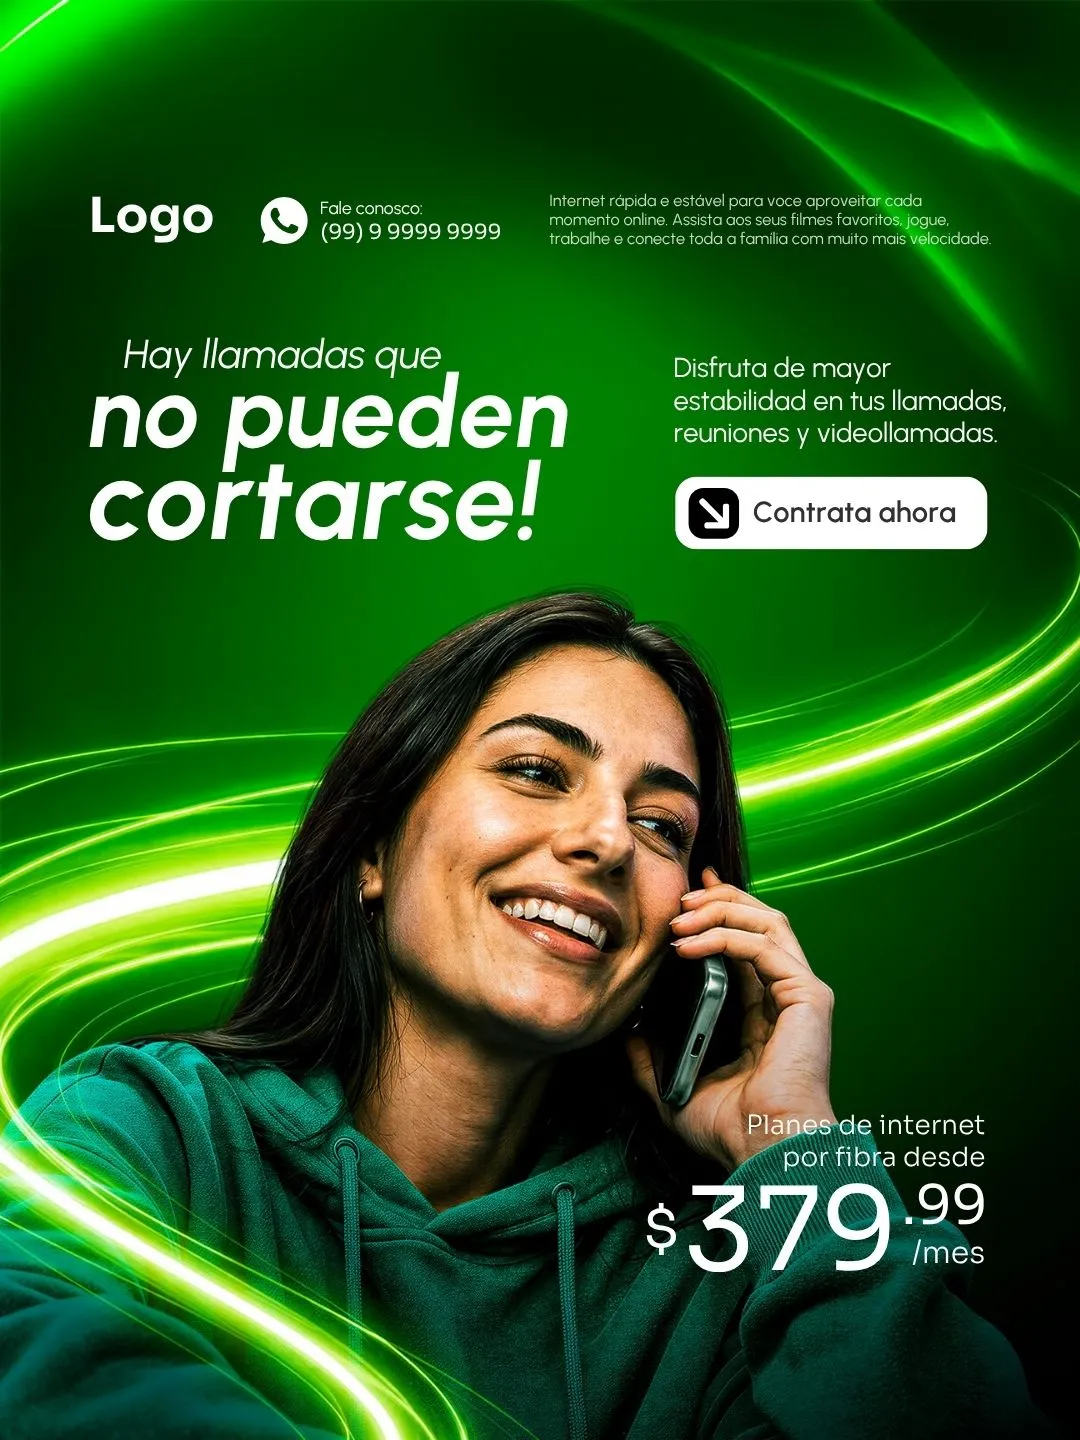 Logo
Fale conosco:
(99) 9 9999 9999
Internet rápida e estável para voce aproveitar cada
momento online. Assista aos seus filmes favoritos, jogue,
trabalhe e conecte toda a família com muito mais velocidade.
Hay llamadas que
no pueden
cortarse!
Disfruta de mayor
estabilidad en tus llamadas,
reuniones y videollamadas.
Contrata ahora
Planes de internet
por fibra desde
$379.99
/mes